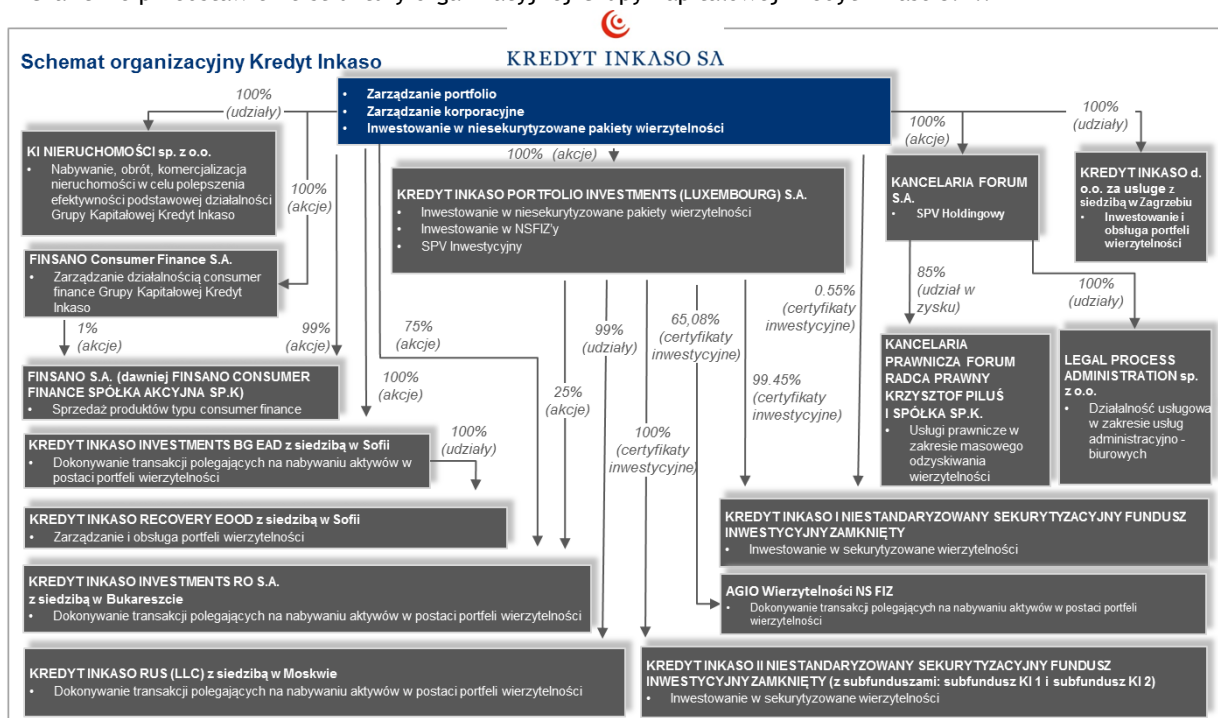 KREDYT INKASO SA
Schemat organizacyjny Kredyt Inkaso
• Zarządzanie portfolio
• Zarządzanie korporacyjne
• Inwestowanie w niesekurytyzowane pakiety wierzytelności
100%
(udziały)
100%
(akcje)
100%
(udziały)
100% (akcje)
KI NIERUCHOMOŚCI sp. z o.o.
• Nabywanie, obrót, komercjalizacja
nieruchomości w celu polepszenia
efektywności podstawowej działalności
Grupy Kapitałowej Kredyt Inkaso
100%
(akcje)
KREDYT INKASO PORTFOLIO INVESTMENTS (LUXEMBOURG) S.A.
• Inwestowanie w niesekurytyzowane pakiety wierzytelności
• Inwestowanie w NSFIZ'y
• SPV Inwestycyjny
KANCELARIA FORUM
S.A.
• SPV Holdingowy
KREDYT INKASO d.
o.o. za usluge z
siedzibą w Zagrzebiu
• Inwestowanie i
obsługa portfeli
wierzytelności
FINSANO Consumer Finance S.A.
• Zarządzanie działalnością consumer
finance Grupy Kapitałowej Kredyt
Inkaso
1%
(akcje)
99%
(akcje)
75%
(akcje)
100%
(akcje)
25%
(akcje)
99%
(udziały)
100%
(certyfikaty
inwestycyjne)
65,08%
(certyfikaty
inwestycyjne)
99.45%
(certyfikaty
inwestycyjne)
0.55%
(certyfikaty
inwestycyjne)
85%
(udział w
zysku)
100%
(udziały)
FINSANO S.A. (dawniej FINSANO CONSUMER
FINANCE SPÓŁKA AKCYJNA SP.K)
• Sprzedaż produktów typu consumer finance
KANCELARIA
PRAWNICZA FORUM
RADCA PRAWNY
KRZYSZTOF PILUŚ
I SPÓŁKA SP.K.
• Usługi prawnicze w
zakresie masowego
odzyskiwania
wierzytelności
LEGAL PROCESS
ADMINISTRATION sp.
z o.o.
• Działalność usługowa
w zakresie usług
administracyjno -
biurowych
KREDYT INKASO INVESTMENTS BG EAD z siedzibą w Sofii
• Dokonywanie transakcji polegających na nabywaniu aktywów w
postaci portfeli wierzytelności
100%
(udziały)
KREDYT INKASO RECOVERY EOOD z siedzibą w Sofii
• Zarządzanie i obsługa portfeli wierzytelności
KREDYT INKASO I NIESTANDARYZOWANY SEKURYTYZACYJNY FUNDUSZ
INWESTYCYJNY ZAMKNIĘTY
• Inwestowanie w sekurytyzowane wierzytelności
KREDYT INKASO INVESTMENTS RO S.A.
z siedzibą w Bukareszcie
• Dokonywanie transakcji polegających na nabywaniu aktywów w postaci portfeli wierzytelności
AGIO Wierzytelności NS FIZ
• Dokonywanie transakcji polegających na nabywaniu aktywów w postaci portfeli
wierzytelności
KREDYT INKASO RUS (LLC) z siedzibą w Moskwie
• Dokonywanie transakcji polegających na nabywaniu aktywów w postaci portfeli wierzytelności
KREDYT INKASO II NIESTANDARYZOWANY SEKURYTYZACYJNY FUNDUSZ
INWESTYCYJNY ZAMKNIĘTY (z subfunduszami: subfundusz KI 1 i subfundusz KI 2)
• Inwestowanie w sekurytyzowane wierzytelności